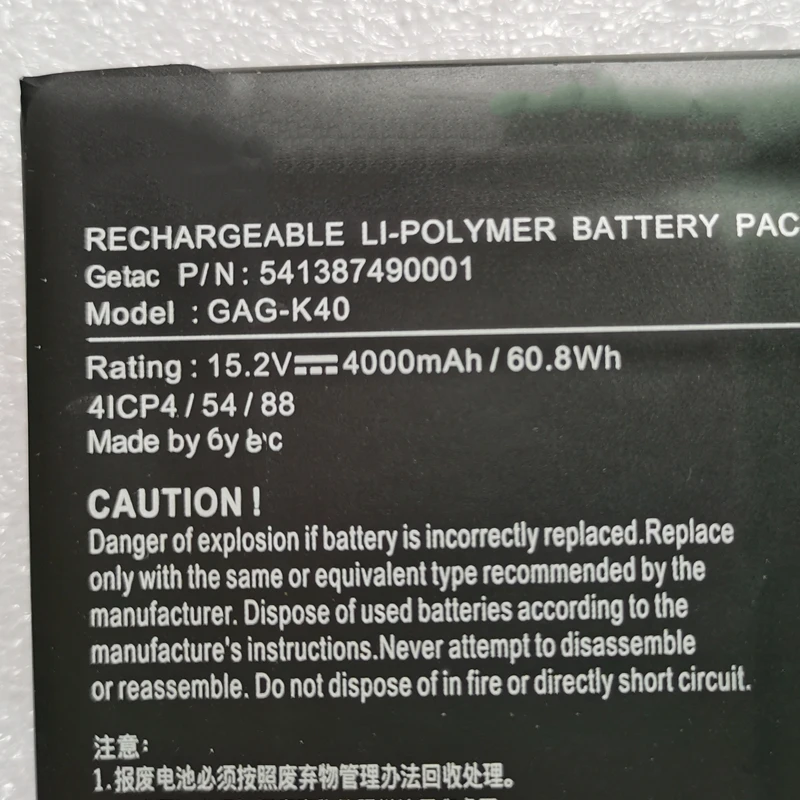 RECHARGEABLE LI-POLYMER BATTERY PAC
Getac P/N: 541387490001
Model : GAG-K40
Rating : 15.2V⎓4000mAh / 60.8Wh
4ICP4 / 54 / 88
Made by
CAUTION !
Danger of explosion if battery is incorrectly replaced.Replace
only with the same or equivalent type recommended by the
manufacturer. Dispose of used batteries according to the
manufacture's instructions.Never attempt to disassemble
or reassemble. Do not dispose of in fire or directly short circuit.
注意:
1.报废电池必须按照废弃物管理办法回收处理。